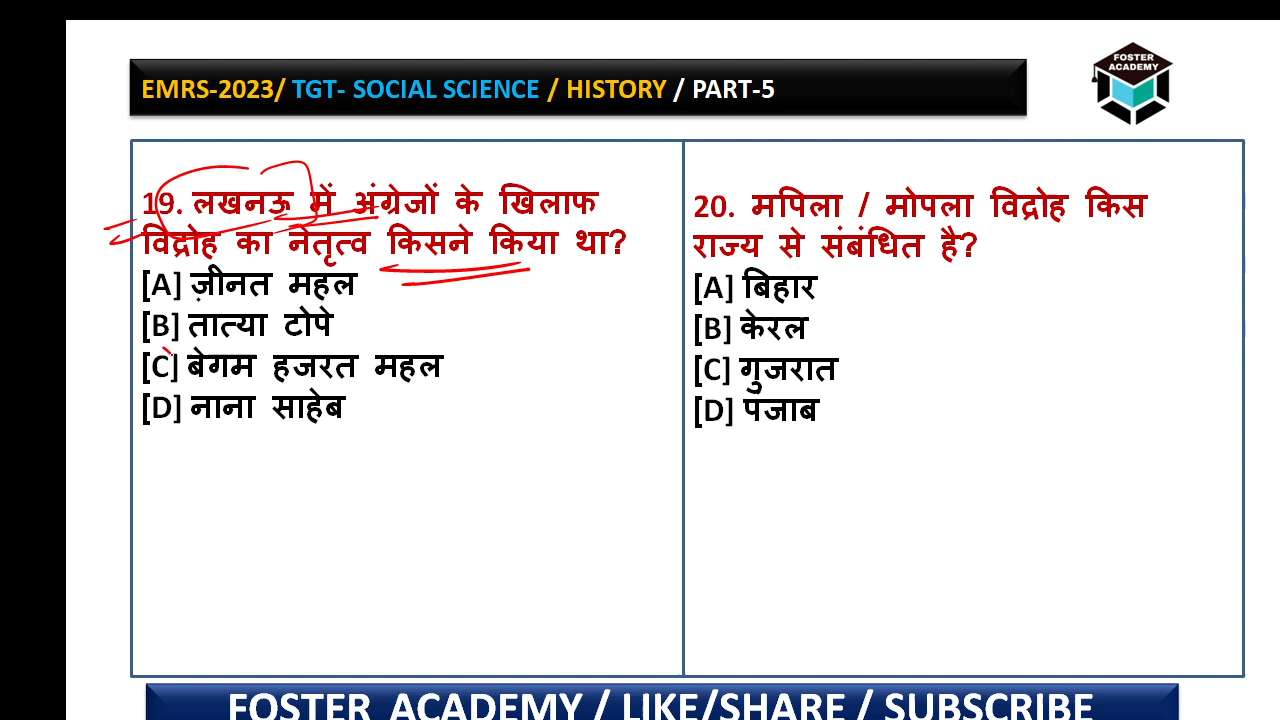 EMRS-2023/ TGT- SOCIAL SCIENCE / HISTORY / PART-5
FOSTER
ACADEMY
19. लखनऊ में अंग्रेजों के खिलाफ
विद्रोह का नेतृत्व किसने किया था?
[A] ज़ीनत महल
[B] तात्या टोपे
[C] बेगम हजरत महल
[D] नाना साहेब
20. मपिला / मोपला विद्रोह किस
राज्य से संबंधित है?
[A] बिहार
[B] केरल
[C] गुजरात
[D] पंजाब
FOSTER ACADEMY / LIKE/SHARE / SUBSCRIBE